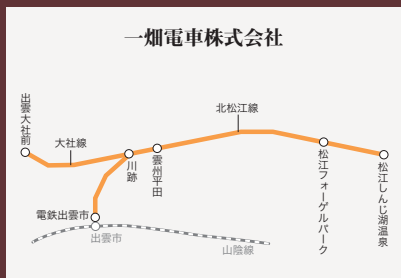 一畑電車株式会社
出雲大社前
大社線
北松江線
川跡
雲州平田
松江フォーゲルパーク
松江しんじ湖温泉
電鉄出雲市
出雲市
山陰線